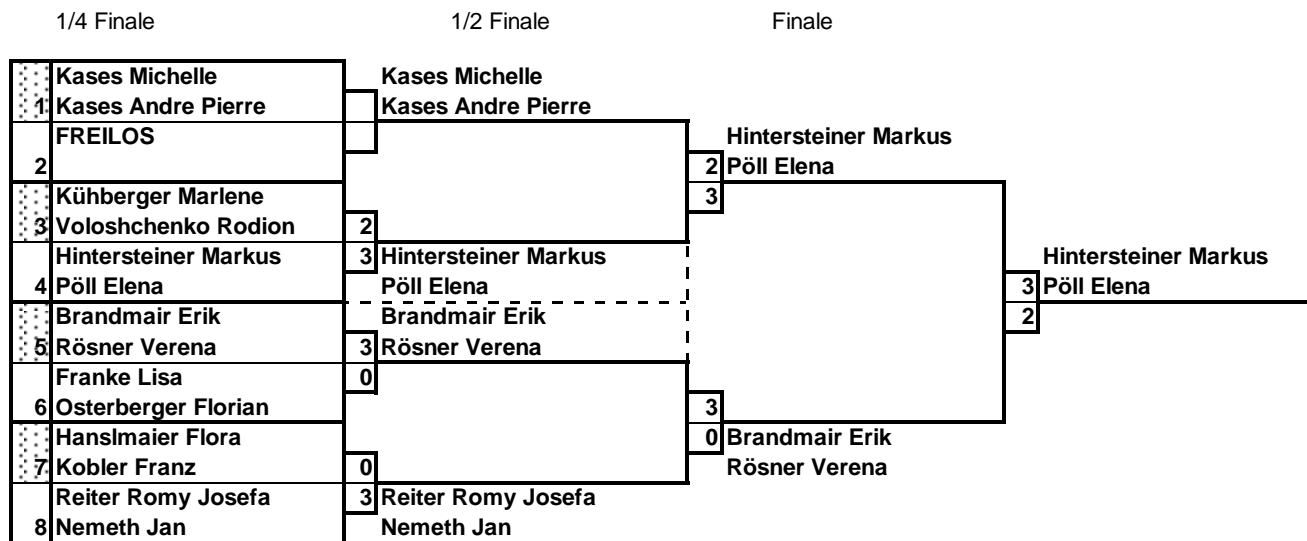 1/4 Finale 1/2 Finale Finale
Kases Michelle Kases Michelle
1 Kases Andre Pierre Kases Andre Pierre
FREILOS Hintersteiner Markus
2 2 Pöll Elena
Kühberger Marlene 3
3 Voloshchenko Rodion 2
Hintersteiner Markus 3 Hintersteiner Markus Hintersteiner Markus
4 Pöll Elena Pöll Elena 3 Pöll Elena
Brandmair Erik Brandmair Erik 2
5 Rösner Verena 3 Rösner Verena
Franke Lisa 0
6 Osterberger Florian 3
Hanslmaier Flora 0 Brandmair Erik
7 Kobler Franz 0 Rösner Verena
Reiter Romy Josefa 3 Reiter Romy Josefa
8 Nemeth Jan Nemeth Jan